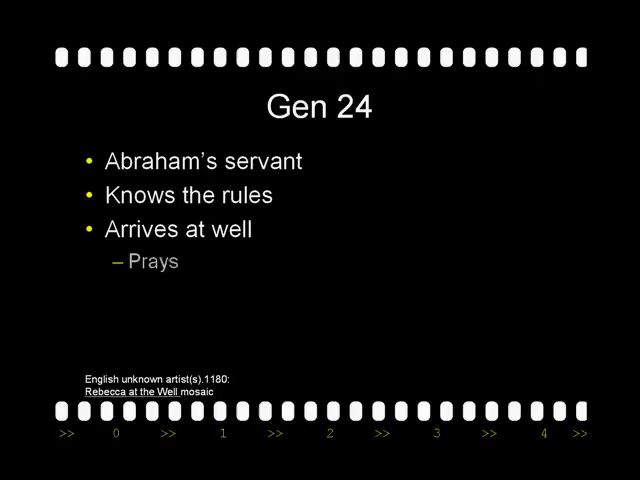 Gen 24
• Abraham's servant
• Knows the rules
• Arrives at well
– Prays
English unknown artist(s).1180:
Rebecca at the Well mosaic
>> 0 >> 1 >> 2 >> 3 >> 4 >>